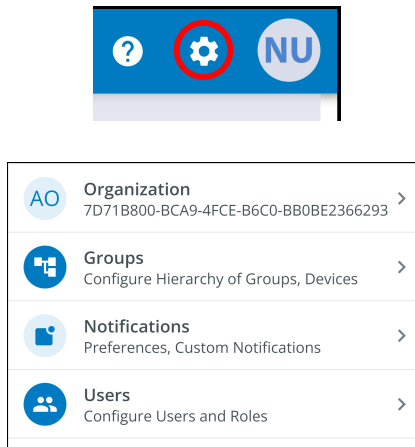 ?
NU
AO
Organization
7D71B800-BCA9-4FCE-B6C0-BB0BE2366293
Groups
Configure Hierarchy of Groups, Devices
Notifications
Preferences, Custom Notifications
Users
Configure Users and Roles